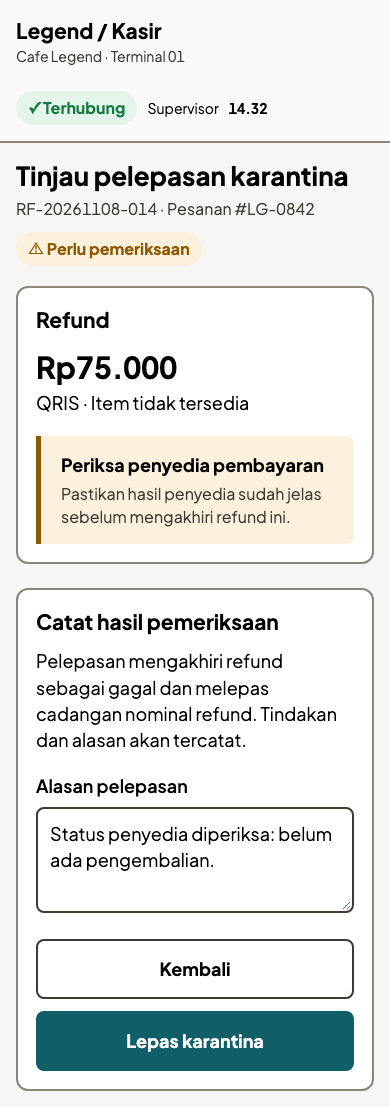 Legend / Kasir
Cafe Legend · Terminal 01
✓Terhubung Supervisor 14.32
Tinjau pelepasan karantina
RF-20261108-014 · Pesanan #LG-0842
⚠ Perlu pemeriksaan
Refund
Rp75.000
QRIS · Item tidak tersedia
Periksa penyedia pembayaran
Pastikan hasil penyedia sudah jelas
sebelum mengakhiri refund ini.
Catat hasil pemeriksaan
Pelepasan mengakhiri refund
sebagai gagal dan melepas
cadangan nominal refund. Tindakan
dan alasan akan tercatat.
Alasan pelepasan
Status penyedia diperiksa: belum
ada pengembalian.
Kembali
Lepas karantina